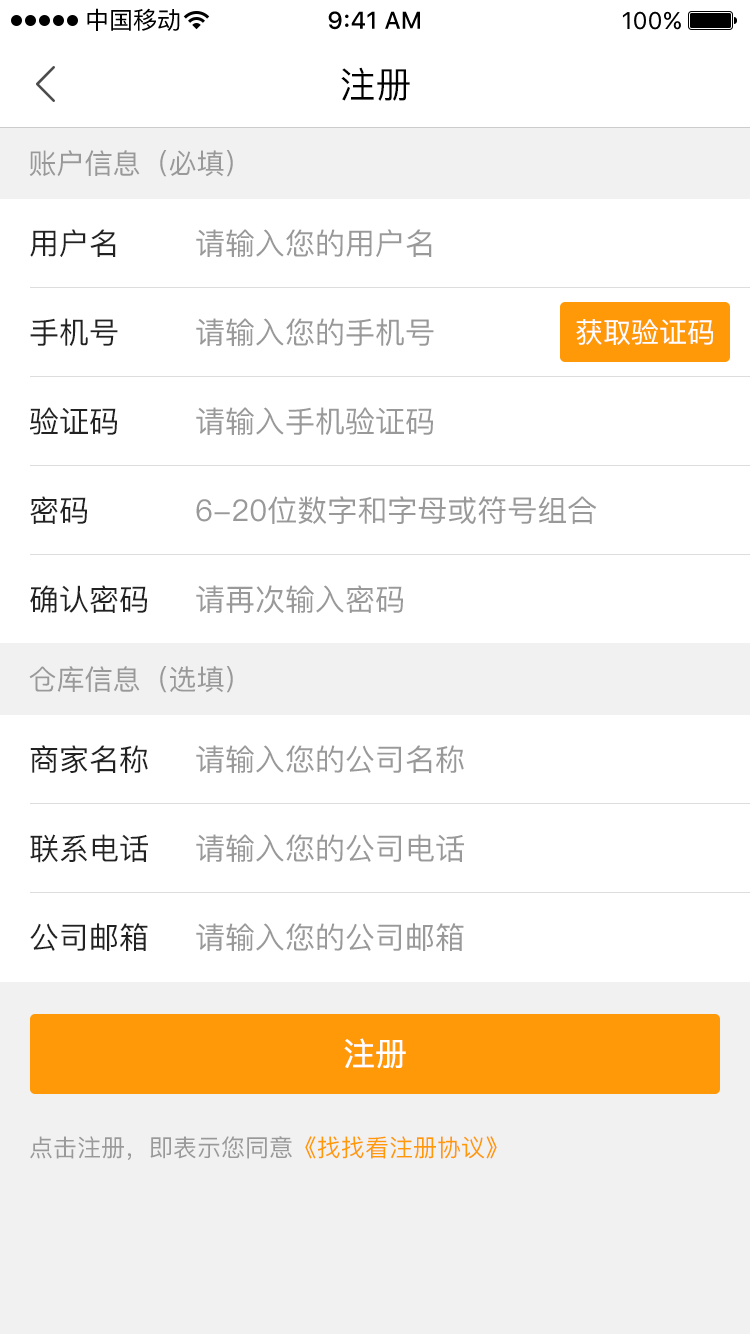 中国移动 9:41 AM 100%
注册
账户信息（必填）
用户名 请输入您的用户名
手机号 请输入您的手机号 获取验证码
验证码 请输入手机验证码
密码 6-20位数字和字母或符号组合
确认密码 请再次输入密码
仓库信息（选填）
商家名称 请输入您的公司名称
联系电话 请输入您的公司电话
公司邮箱 请输入您的公司邮箱
注册
点击注册，即表示您同意《找找看注册协议》